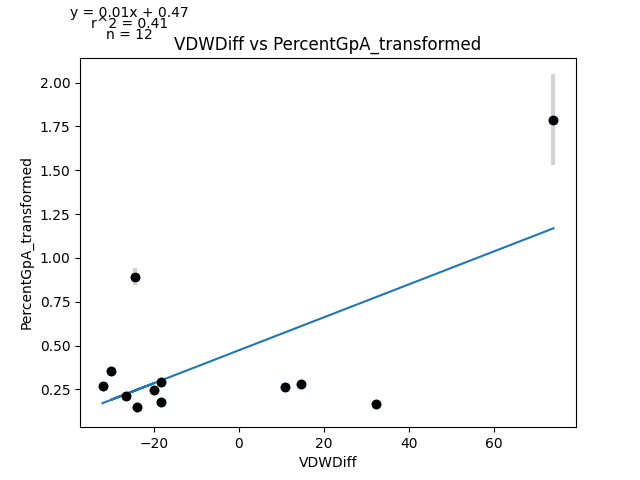 y = 0.01x + 0.47
r^2 = 0.41
n = 12
VDWDiff vs PercentGpA_transformed
2.00
1.75
1.50
1.25
1.00
0.75
0.50
0.25
PercentGpA_transformed
−20 0 20 40 60
VDWDiff